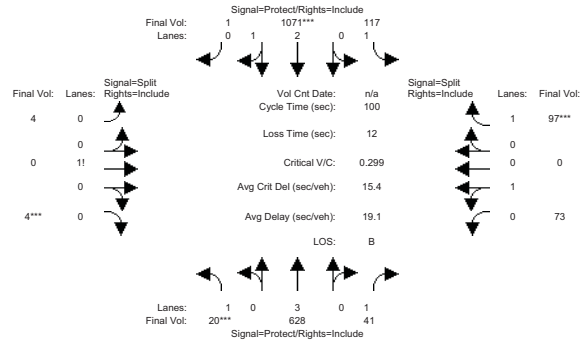 Signal=Protect/Rights=Include
Final Vol: 1 1071*** 117
Lanes: 0 1 2 0 1
Signal=Split
Final Vol: Lanes: Rights=Include
Vol Cnt Date: n/a
Signal=Split
Rights=Include Lanes: Final Vol:
Cycle Time (sec): 100
4 0
1 97***
Loss Time (sec): 12
0
0
0 1!
Critical V/C: 0.299
0 0
0
Avg Crit Del (sec/veh): 15.4
1
4*** 0
Avg Delay (sec/veh): 19.1
0 73
LOS: B
Lanes: 1 0 3 0 1
Final Vol: 20*** 628 41
Signal=Protect/Rights=Include